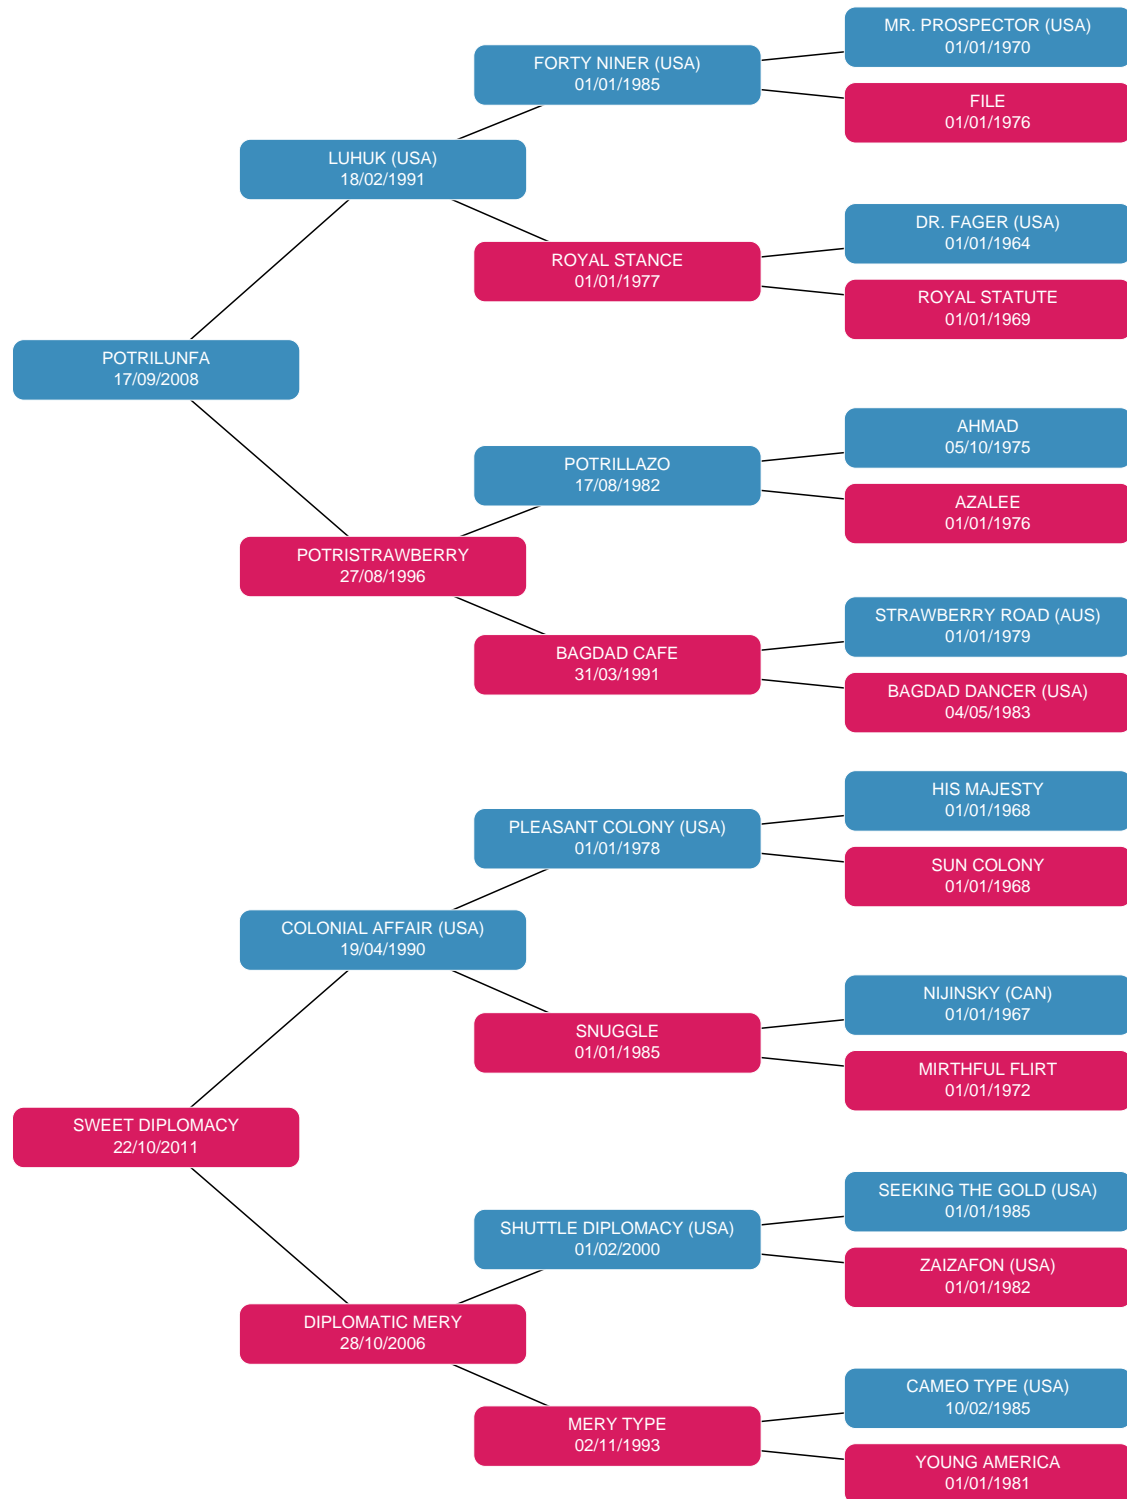 MR. PROSPECTOR (USA)
01/01/1970
FORTY NINER (USA)
01/01/1985
FILE
01/01/1976
LUHUK (USA)
18/02/1991
DR. FAGER (USA)
01/01/1964
ROYAL STANCE
01/01/1977
ROYAL STATUTE
01/01/1969
POTRILUNFA
17/09/2008
AHMAD
05/10/1975
POTRILLAZO
17/08/1982
AZALEE
01/01/1976
POTRISTRAWBERRY
27/08/1996
STRAWBERRY ROAD (AUS)
01/01/1979
BAGDAD CAFE
31/03/1991
BAGDAD DANCER (USA)
04/05/1983
HIS MAJESTY
01/01/1968
PLEASANT COLONY (USA)
01/01/1978
SUN COLONY
01/01/1968
COLONIAL AFFAIR (USA)
19/04/1990
NIJINSKY (CAN)
01/01/1967
SNUGGLE
01/01/1985
MIRTHFUL FLIRT
01/01/1972
SWEET DIPLOMACY
22/10/2011
SEEKING THE GOLD (USA)
01/01/1985
SHUTTLE DIPLOMACY (USA)
01/02/2000
ZAIZAFON (USA)
01/01/1982
DIPLOMATIC MERY
28/10/2006
CAMEO TYPE (USA)
10/02/1985
MERY TYPE
02/11/1993
YOUNG AMERICA
01/01/1981